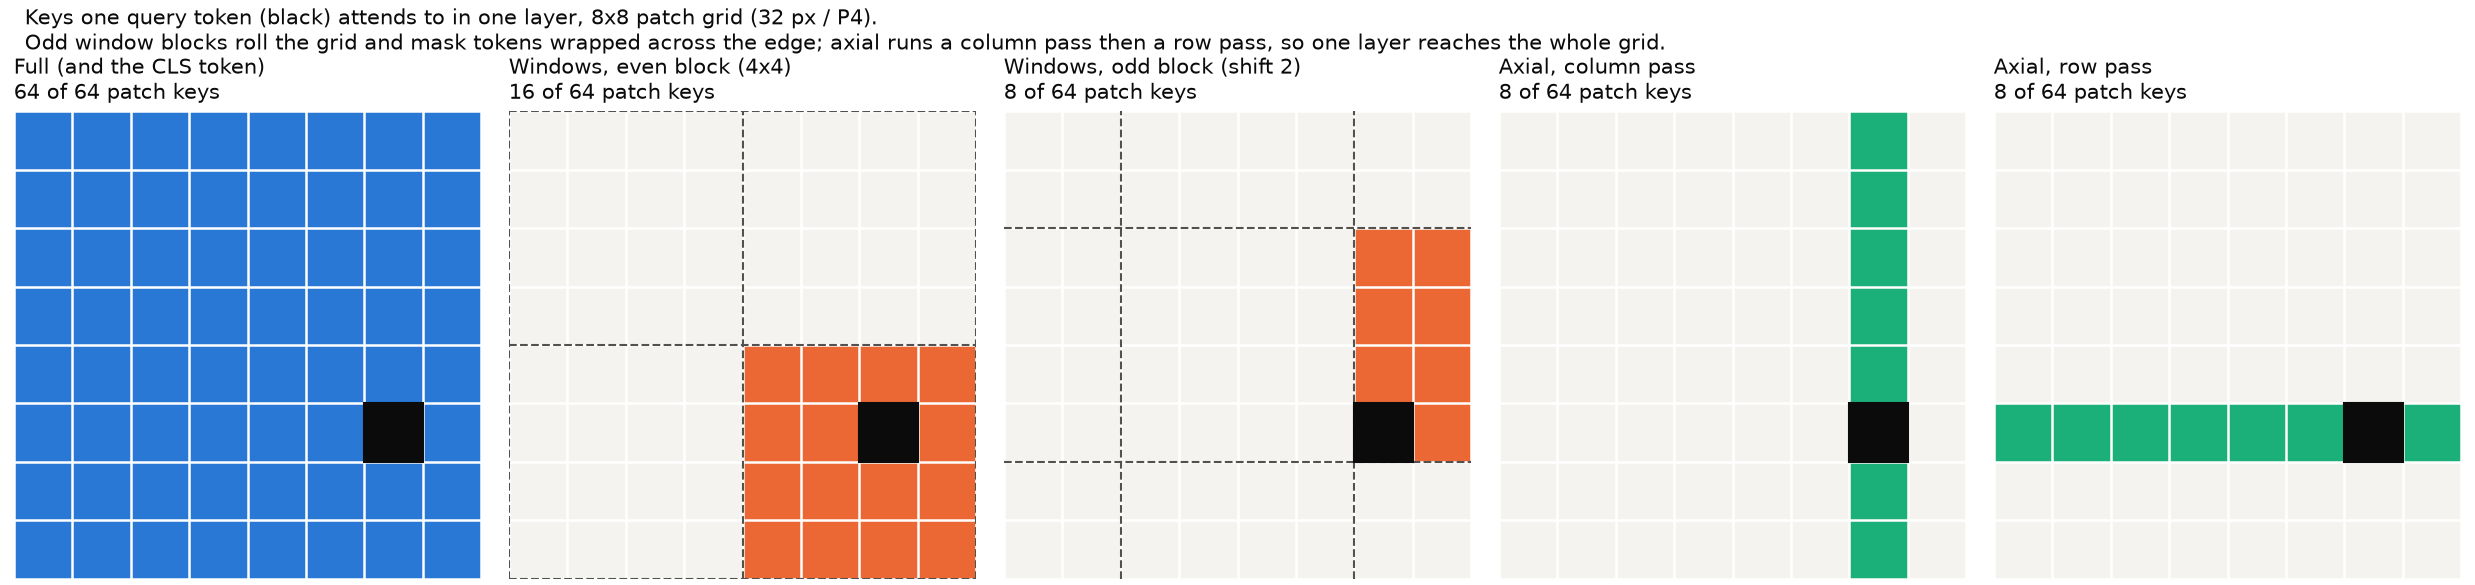 Keys one query token (black) attends to in one layer, 8x8 patch grid (32 px / P4).
Odd window blocks roll the grid and mask tokens wrapped across the edge; axial runs a column pass then a row pass, so one layer reaches the whole grid.
Full (and the CLS token)
64 of 64 patch keys
Windows, even block (4x4)
16 of 64 patch keys
Windows, odd block (shift 2)
8 of 64 patch keys
Axial, column pass
8 of 64 patch keys
Axial, row pass
8 of 64 patch keys